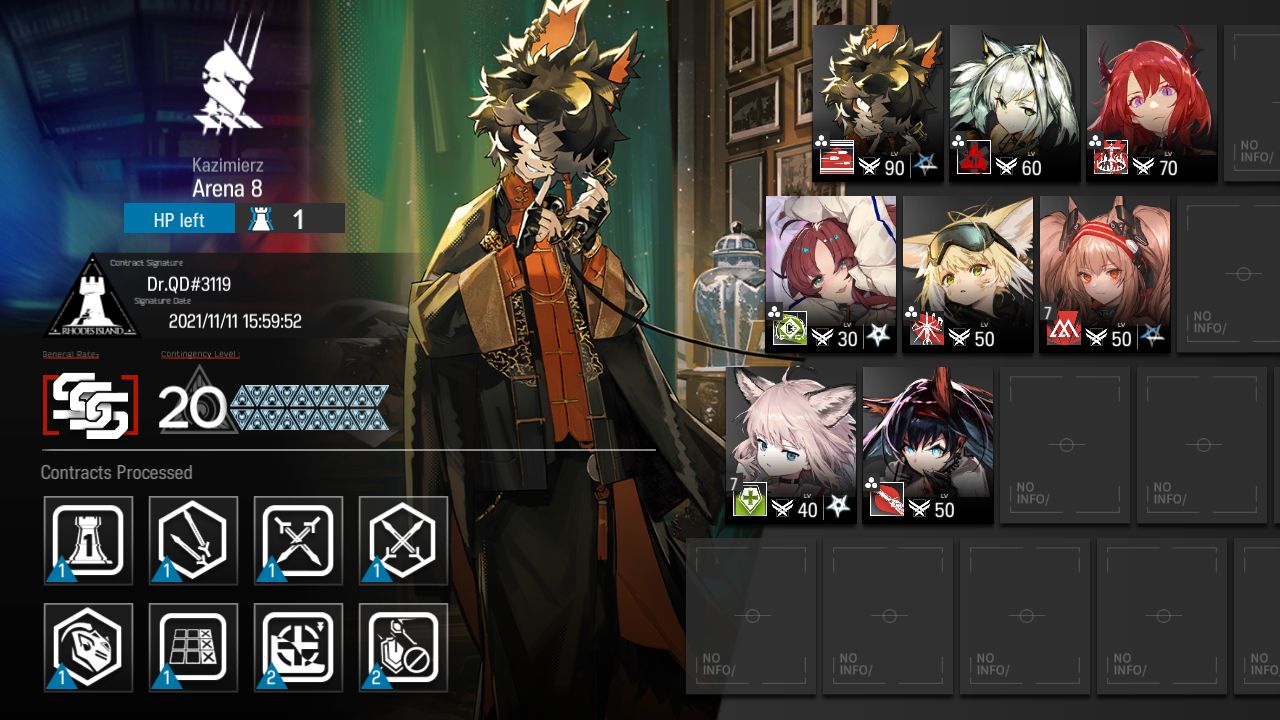 Kazimierz
Arena 8
HP left 1
Contract Signature
Dr.QD#3119
Signature Date
2021/11/11 15:59:52
RHODES ISLAND
General Rate:
Contingency Level:
SSS
20
Contracts Processed
1
1 1 1 1
1 1 2 2
LV
90
LV
60
LV
70
NO
INFO/
LV
30
LV
50
7
LV
50
NO
INFO/
7
LV
40
LV
50
NO
INFO/
NO
INFO/
NO
INFO/
NO
INFO/
NO
INFO/
NO
INFO/
NO
INFO/